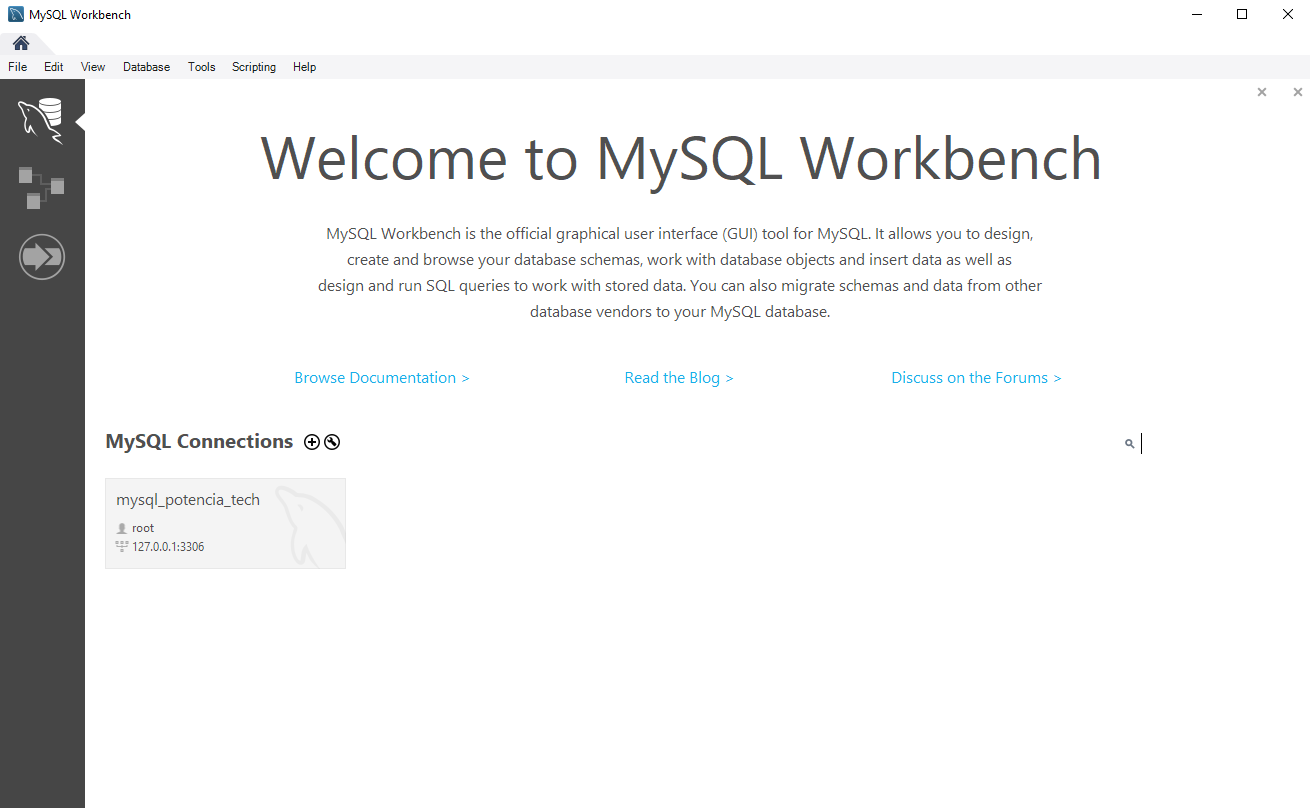 MySQL Workbench
File Edit View Database Tools Scripting Help
Welcome to MySQL Workbench
MySQL Workbench is the official graphical user interface (GUI) tool for MySQL. It allows you to design,
create and browse your database schemas, work with database objects and insert data as well as
design and run SQL queries to work with stored data. You can also migrate schemas and data from other
database vendors to your MySQL database.
Browse Documentation > Read the Blog > Discuss on the Forums >
MySQL Connections
mysql_potencia_tech
root
127.0.0.1:3306